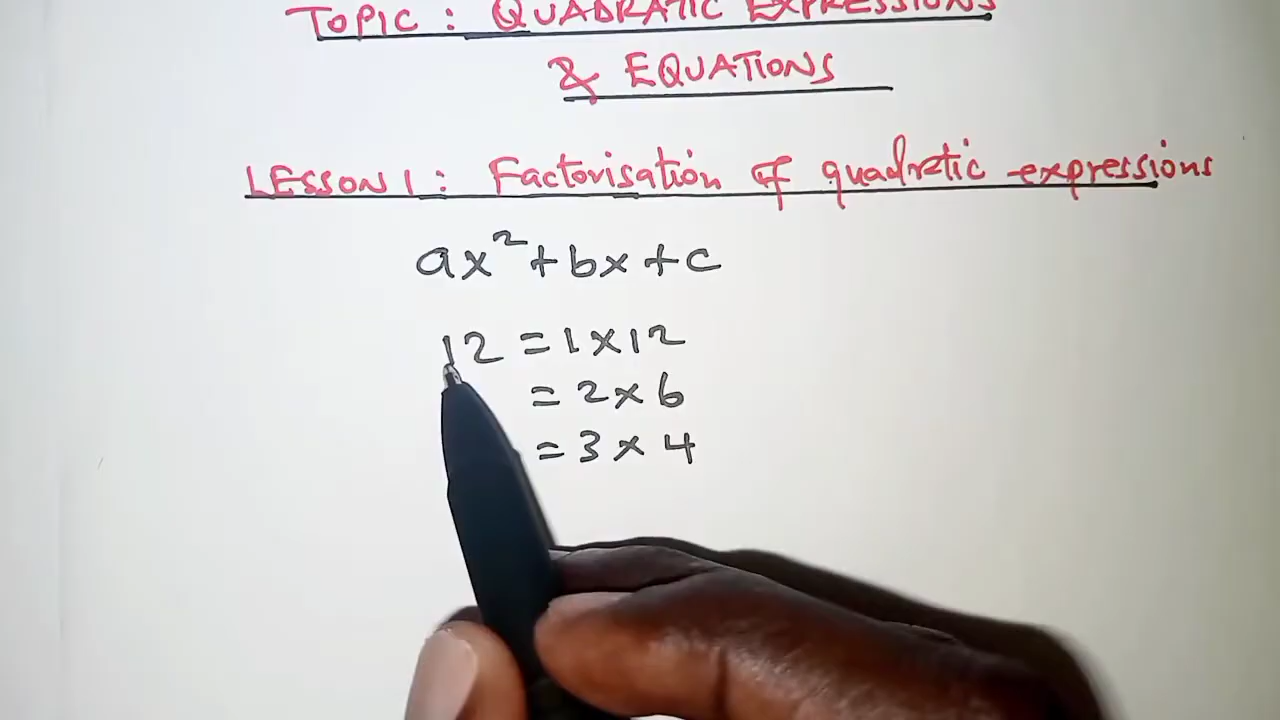 TOPIC : QUADRATIC EXPRESSIONS
& EQUATIONS
LESSON 1 : Factorisation of quadratic expressions
ax² + bx + c
12 = 1 × 12
= 2 × 6
= 3 × 4